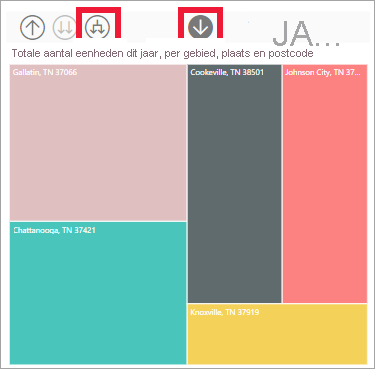 JA...
Totale aantal eenheden dit jaar, per gebied, plaats en postcode
Gallatin, TN 37066
Cookeville, TN 38501
Johnson City, TN 37...
Chattanooga, TN 37421
Knoxville, TN 37919